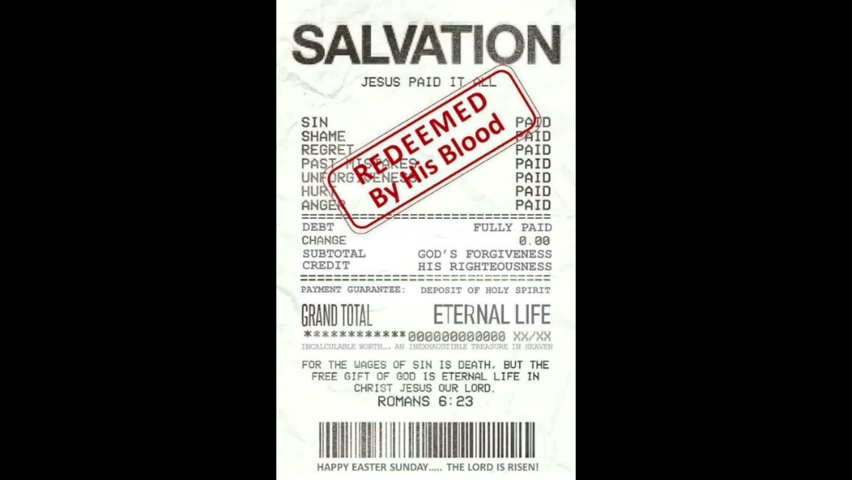 SALVATION
JESUS PAID IT ALL
REDEEMED
By His Blood
SIN PAID
SHAME PAID
REGRET PAID
PAST MISTAKES PAID
UNFORGIVENESS PAID
HURT PAID
ANGER PAID
==================================
DEBT FULLY PAID
CHANGE 0.00
SUBTOTAL GOD'S FORGIVENESS
CREDIT HIS RIGHTEOUSNESS
==================================
PAYMENT GUARANTEE: DEPOSIT OF HOLY SPIRIT
GRAND TOTAL ETERNAL LIFE
************000000000000 XX/XX
INCALCULABLE WORTH…. AN INEXHAUSTIBLE TREASURE IN HEAVEN
FOR THE WAGES OF SIN IS DEATH, BUT THE
FREE GIFT OF GOD IS ETERNAL LIFE IN
CHRIST JESUS OUR LORD.
ROMANS 6:23
HAPPY EASTER SUNDAY..... THE LORD IS RISEN!